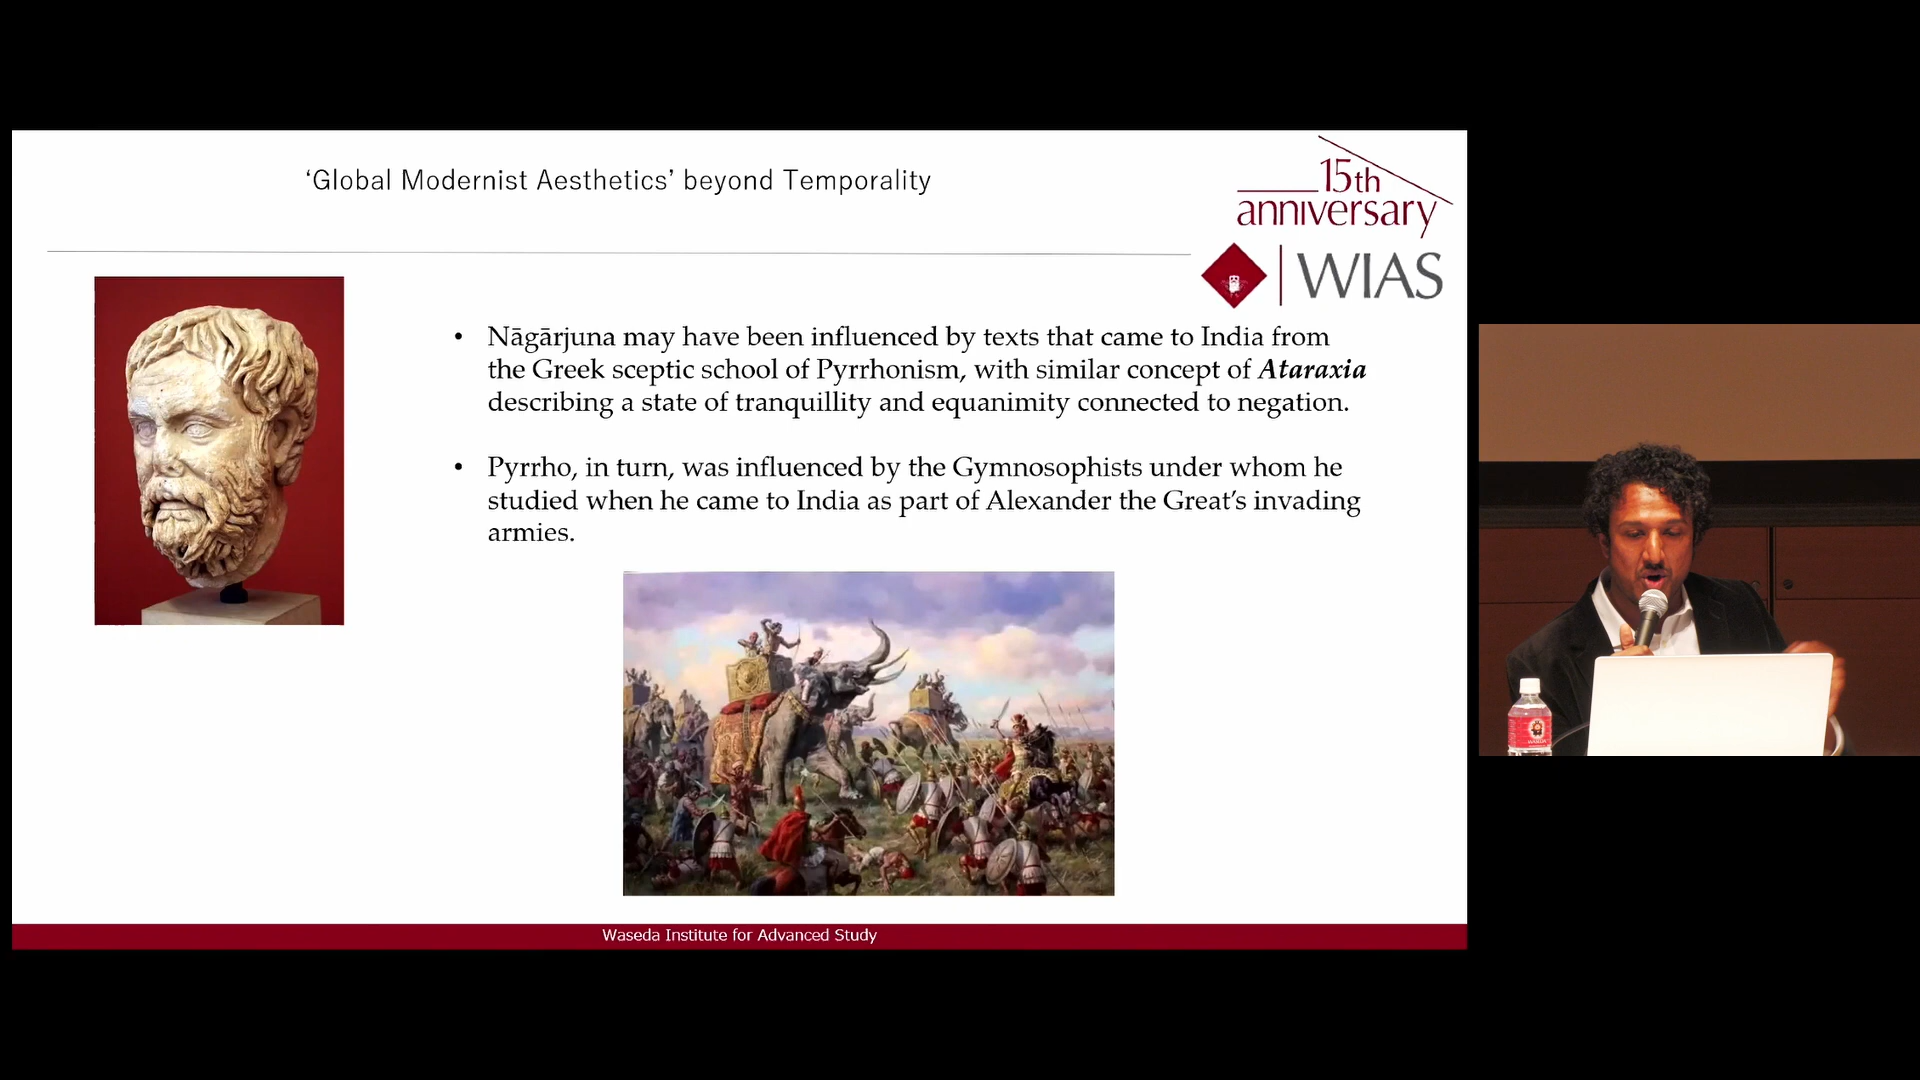 ‘Global Modernist Aesthetics’ beyond Temporality
15th
anniversary
WIAS
• Nāgārjuna may have been influenced by texts that came to India from
the Greek sceptic school of Pyrrhonism, with similar concept of Ataraxia
describing a state of tranquillity and equanimity connected to negation.
• Pyrrho, in turn, was influenced by the Gymnosophists under whom he
studied when he came to India as part of Alexander the Great’s invading
armies.
Waseda Institute for Advanced Study